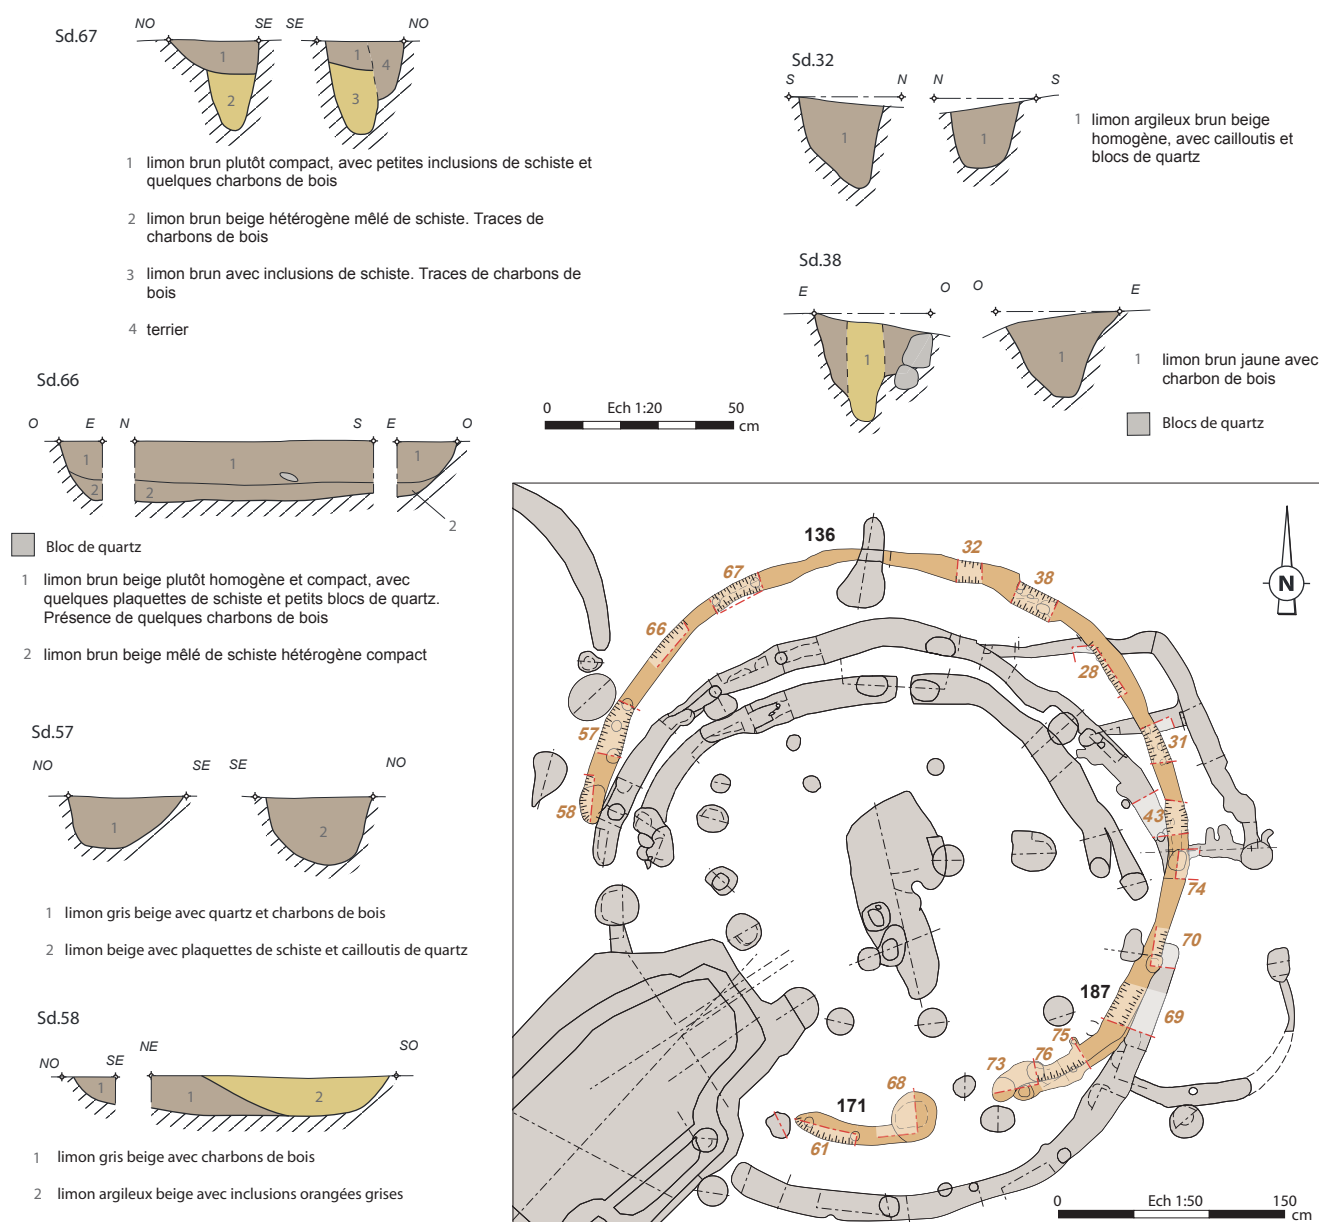 Sd.67
NO SE SE NO
1 1 4
2 3
1 limon brun plutôt compact, avec petites inclusions de schiste et
quelques charbons de bois
2 limon brun beige hétérogène mêlé de schiste. Traces de
charbons de bois
3 limon brun avec inclusions de schiste. Traces de charbons de
bois
4 terrier
Sd.66
O E N S E O
1 1 1
2 2
2
Bloc de quartz
1 limon brun beige plutôt homogène et compact, avec
quelques plaquettes de schiste et petits blocs de quartz.
Présence de quelques charbons de bois
2 limon brun beige mêlé de schiste hétérogène compact
Sd.57
NO SE SE NO
1 2
1 limon gris beige avec quartz et charbons de bois
2 limon beige avec plaquettes de schiste et cailloutis de quartz
Sd.58
NO SE NE SO
1 1 2
1 limon gris beige avec charbons de bois
2 limon argileux beige avec inclusions orangées grises
Sd.32
S N N S
1 1
1 limon argileux brun beige
homogène, avec cailloutis et
blocs de quartz
Sd.38
E O O E
1 1
1 limon brun jaune avec
charbon de bois
Blocs de quartz
0 Ech 1:20 50
cm
136
32
67
38
N
66
28
57
31
58
43
74
70
187
69
75
76
73
68
171
61
0 Ech 1:50 150
cm